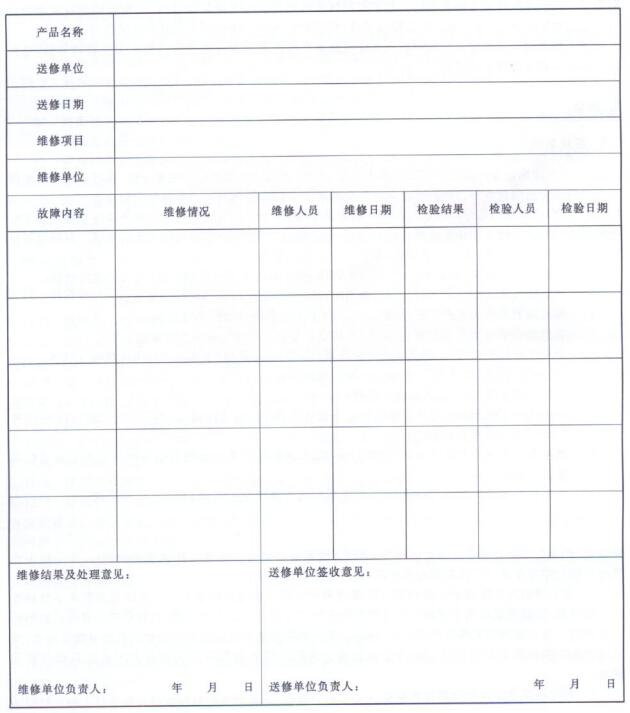 产品名称
送修单位
送修日期
维修项目
维修单位
故障内容 维修情况 维修人员 维修日期 检验结果 检验人员 检验日期
维修结果及处理意见： 送修单位签收意见：
维修单位负责人： 年 月 日 送修单位负责人： 年 月 日